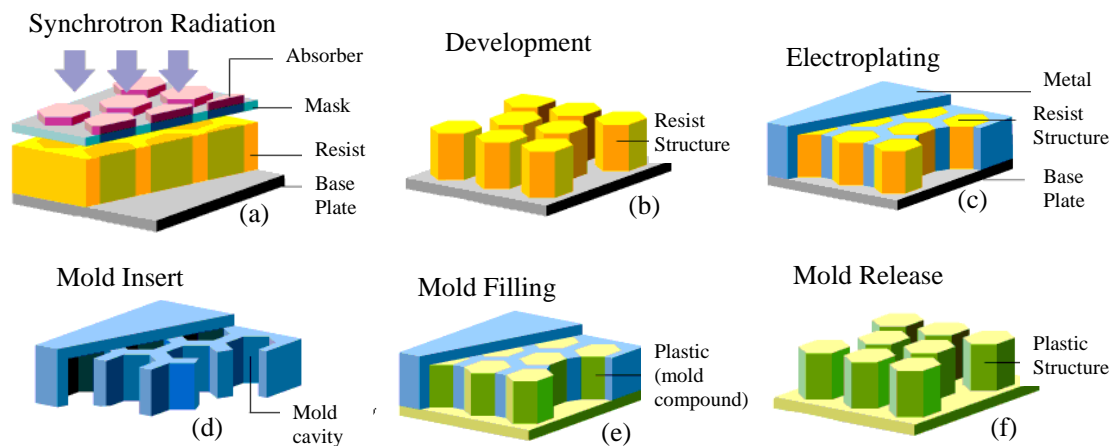 Synchrotron Radiation
Absorber
Mask
Resist
Base
Plate
(a)
Development
Resist
Structure
(b)
Electroplating
Metal
Resist
Structure
Base
Plate
(c)
Mold Insert
Mold
cavity
(d)
Mold Filling
Plastic
(mold
compound)
(e)
Mold Release
Plastic
Structure
(f)